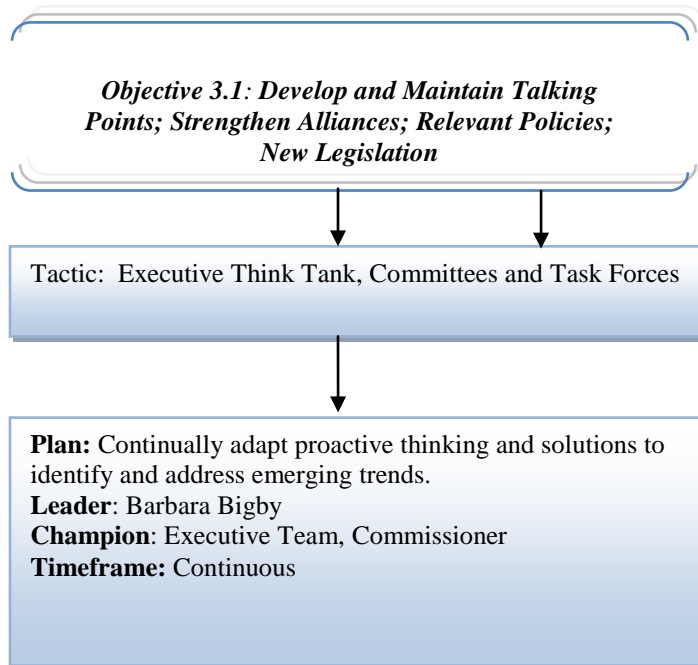 Objective 3.1: Develop and Maintain Talking
Points; Strengthen Alliances; Relevant Policies;
New Legislation
Tactic:  Executive Think Tank, Committees and Task Forces
Plan: Continually adapt proactive thinking and solutions to
identify and address emerging trends.
Leader: Barbara Bigby
Champion: Executive Team, Commissioner
Timeframe: Continuous